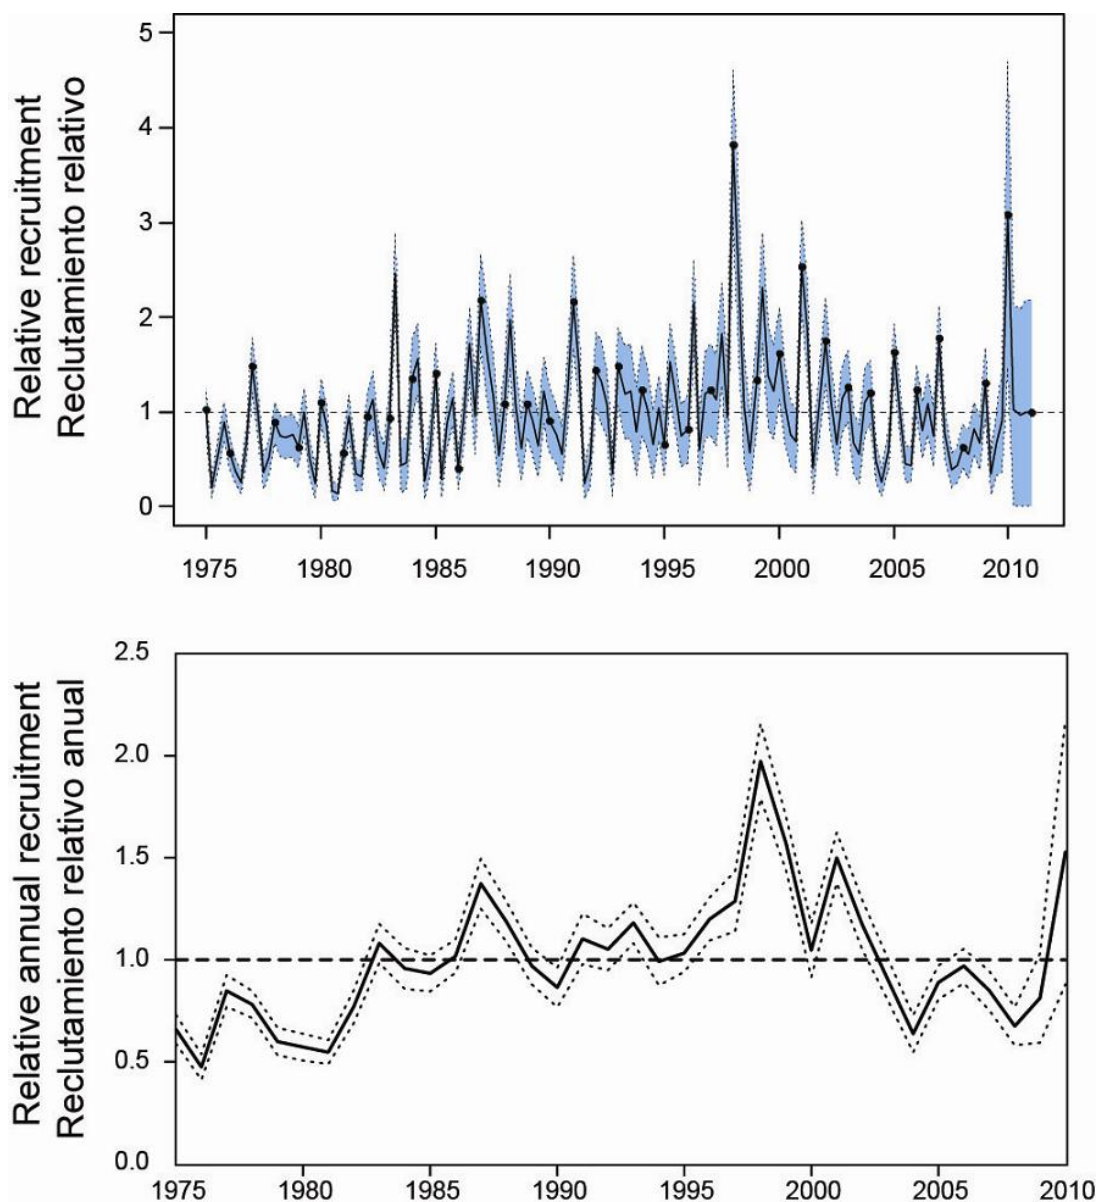 Relative recruitment
Reclutamiento relativo
5
4
3
2
1
0
1975 1980 1985 1990 1995 2000 2005 2010
Relative annual recruitment
Reclutamiento relativo anual
2.5
2.0
1.5
1.0
0.5
0.0
1975 1980 1985 1990 1995 2000 2005 2010